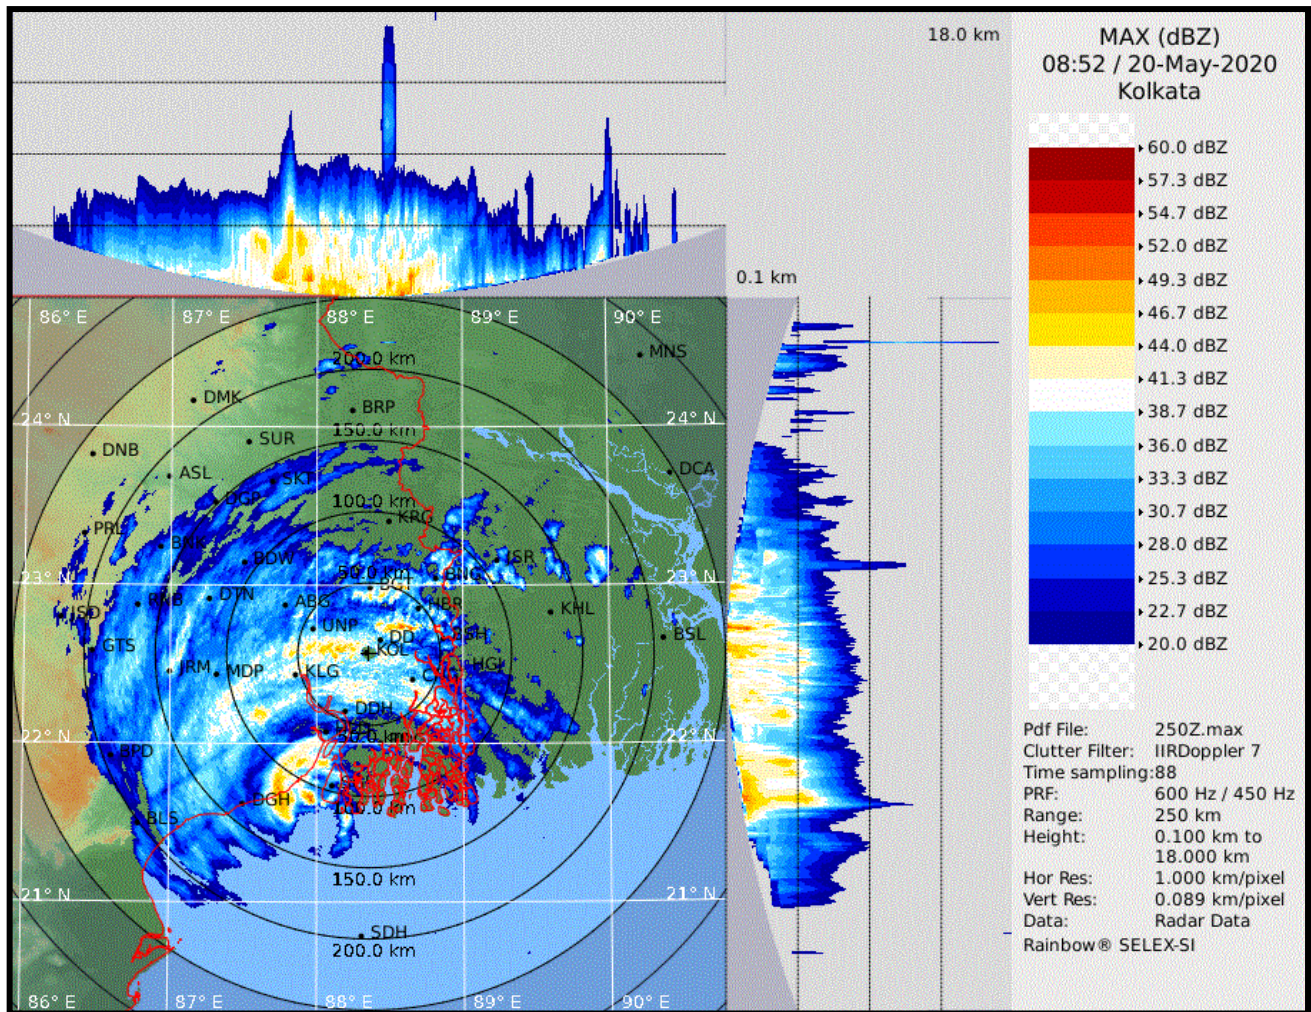 18.0 km
0.1 km
MAX (dBZ)
08:52 / 20-May-2020
Kolkata
60.0 dBZ
57.3 dBZ
54.7 dBZ
52.0 dBZ
49.3 dBZ
46.7 dBZ
44.0 dBZ
41.3 dBZ
38.7 dBZ
36.0 dBZ
33.3 dBZ
30.7 dBZ
28.0 dBZ
25.3 dBZ
22.7 dBZ
20.0 dBZ
Pdf File: 250Z.max
Clutter Filter: IIRDoppler 7
Time sampling:88
PRF: 600 Hz / 450 Hz
Range: 250 km
Height: 0.100 km to
18.000 km
Hor Res: 1.000 km/pixel
Vert Res: 0.089 km/pixel
Data: Radar Data
Rainbow® SELEX-SI
86° E 87° E 88° E 89° E 90° E
MNS
200.0 km
DMK
BRP
24° N 24° N
150.0 km
SUR
DNB
DCA
ASL
SKT
DGP
100.0 km
KRG
PRL
BNK
JSR
BDW
50.0 km
BNG
23° N 23° N
DTN
ABG
HBR
KHL
JSD
UNP
BSL
DD
GTS
KOL
JRM
MDP
KLG
HGL
DDH
22° N 22° N
50.0 km
BPD
DGH
100.0 km
BLS
150.0 km
21° N 21° N
SDH
200.0 km
86° E 87° E 88° E 89° E 90° E